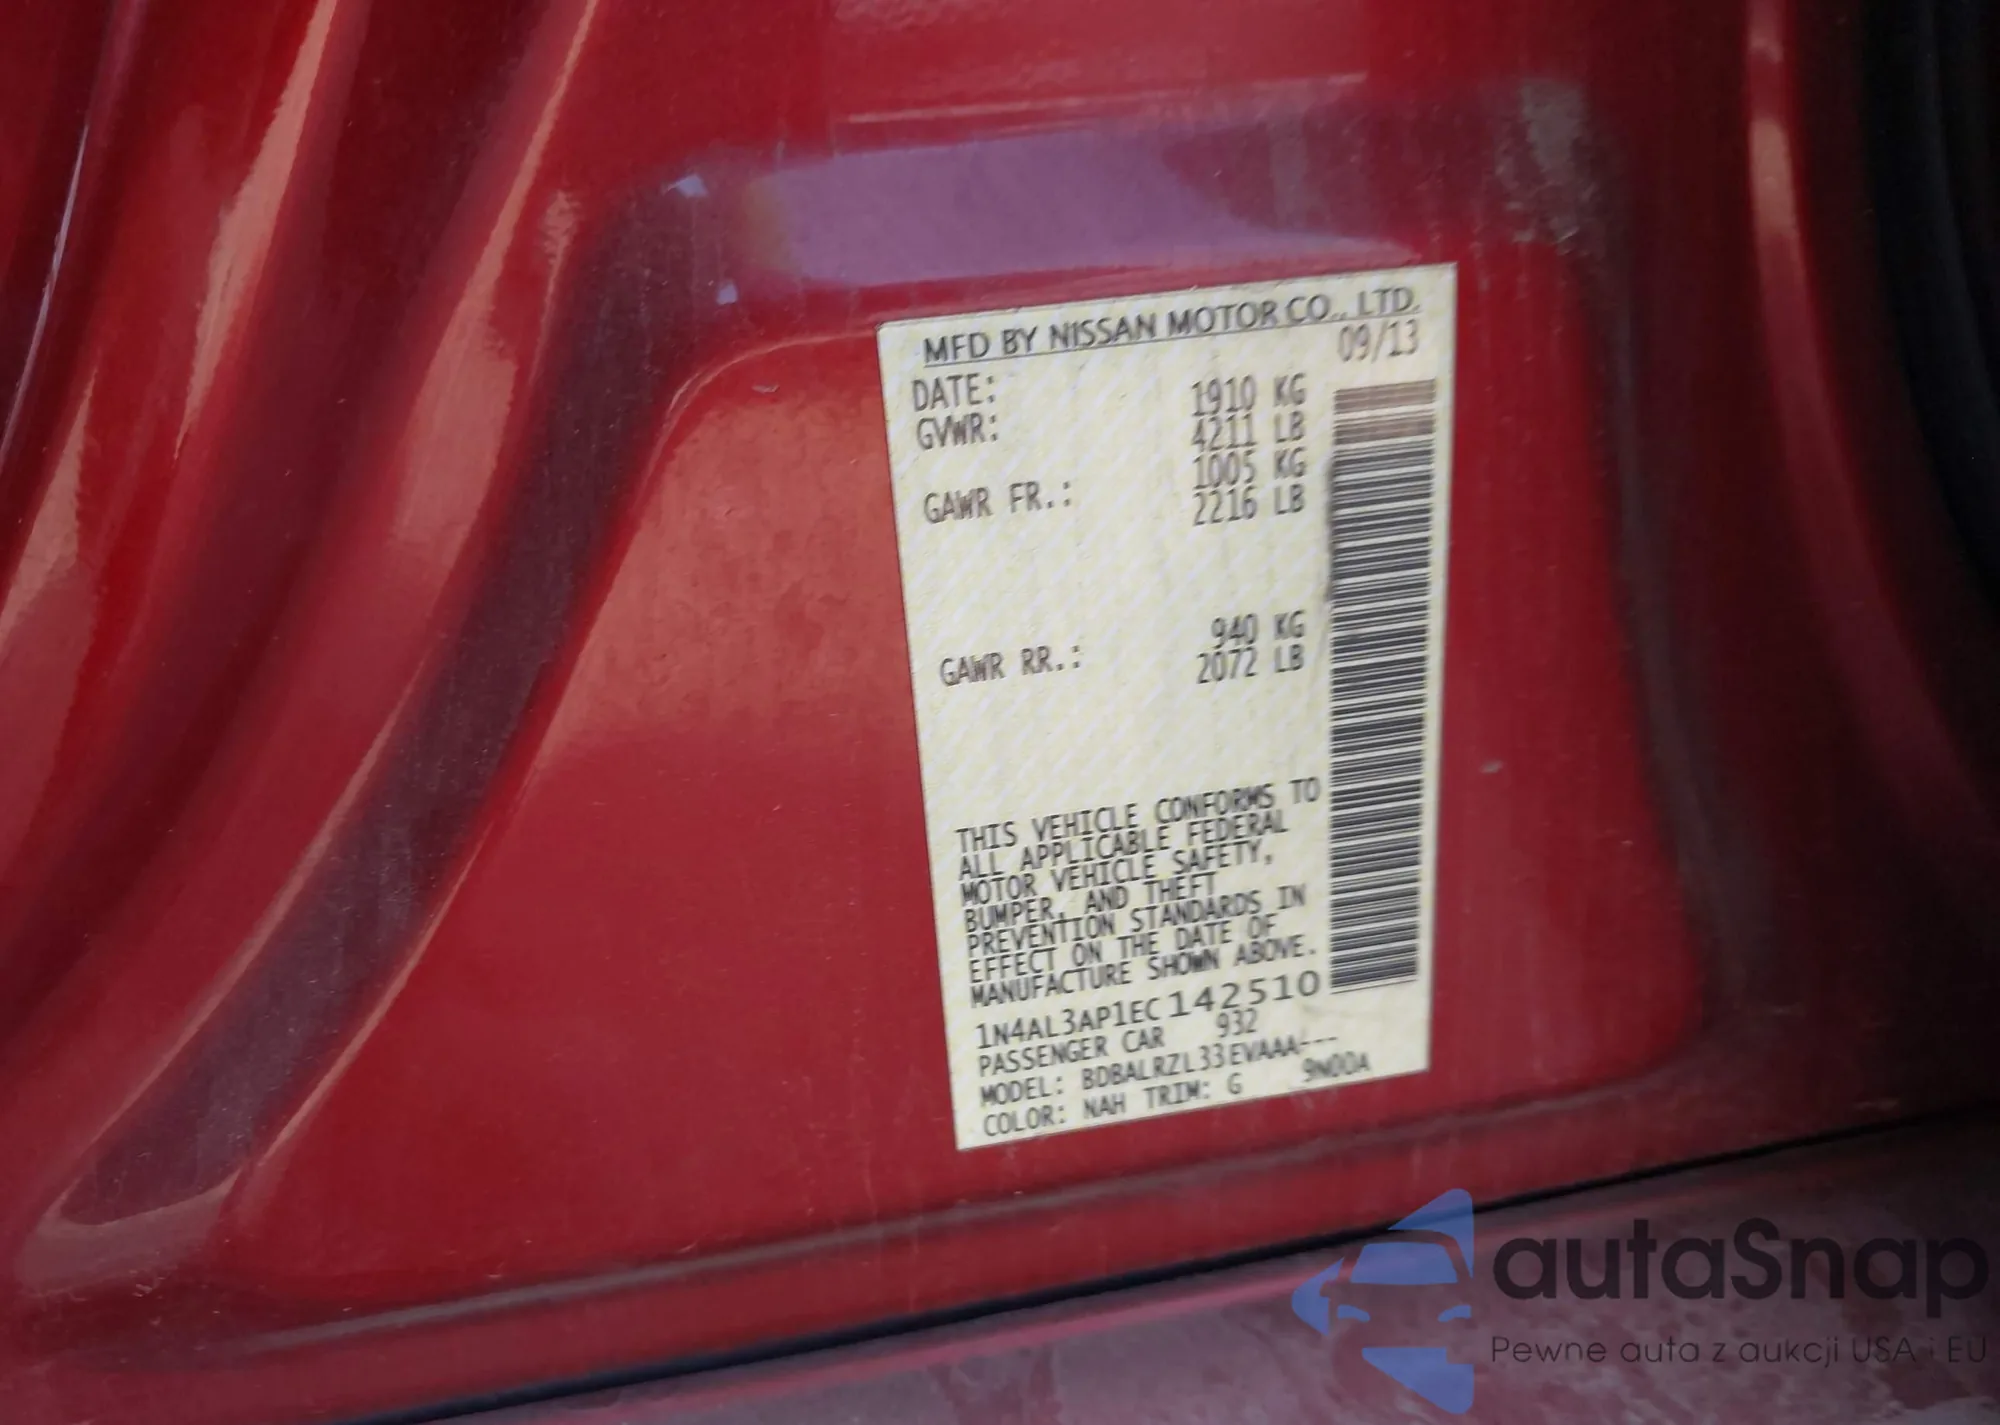 MFD BY NISSAN MOTOR CO., LTD.
DATE: 09/13
GVWR: 1910 KG
4211 LB
GAWR FR.: 1005 KG
2216 LB
GAWR RR.: 940 KG
2072 LB
THIS VEHICLE CONFORMS TO
ALL APPLICABLE FEDERAL
MOTOR VEHICLE SAFETY,
BUMPER, AND THEFT
PREVENTION STANDARDS IN
EFFECT ON THE DATE OF
MANUFACTURE SHOWN ABOVE.
1N4AL3AP1EC142510
PASSENGER CAR 932
MODEL: BDBALRZL33EVAAA----
COLOR: NAH TRIM: G 9N00A
autaSnap
Pewne auta z aukcji USA i EU